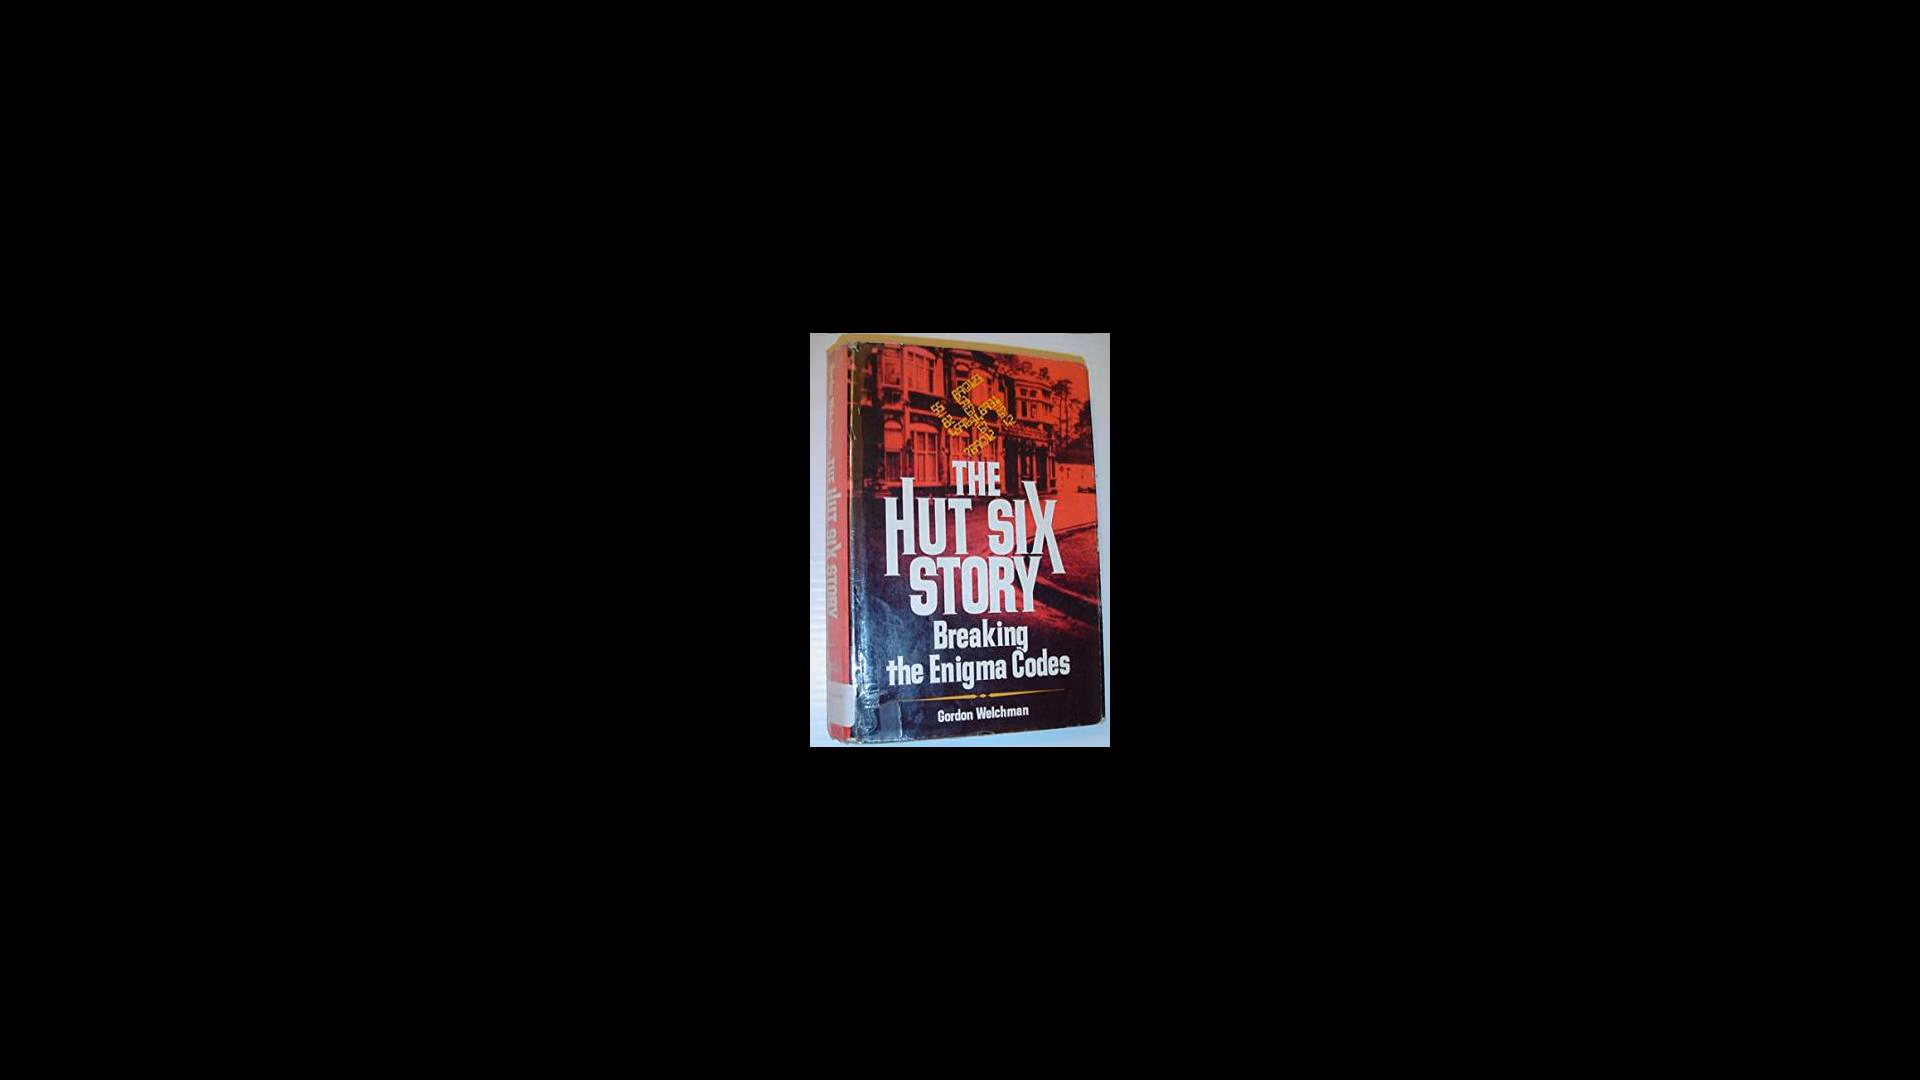 THE
HUT SIX
STORY
Breaking
the Enigma Codes
Gordon Welchman
THE HUT SIX STORY